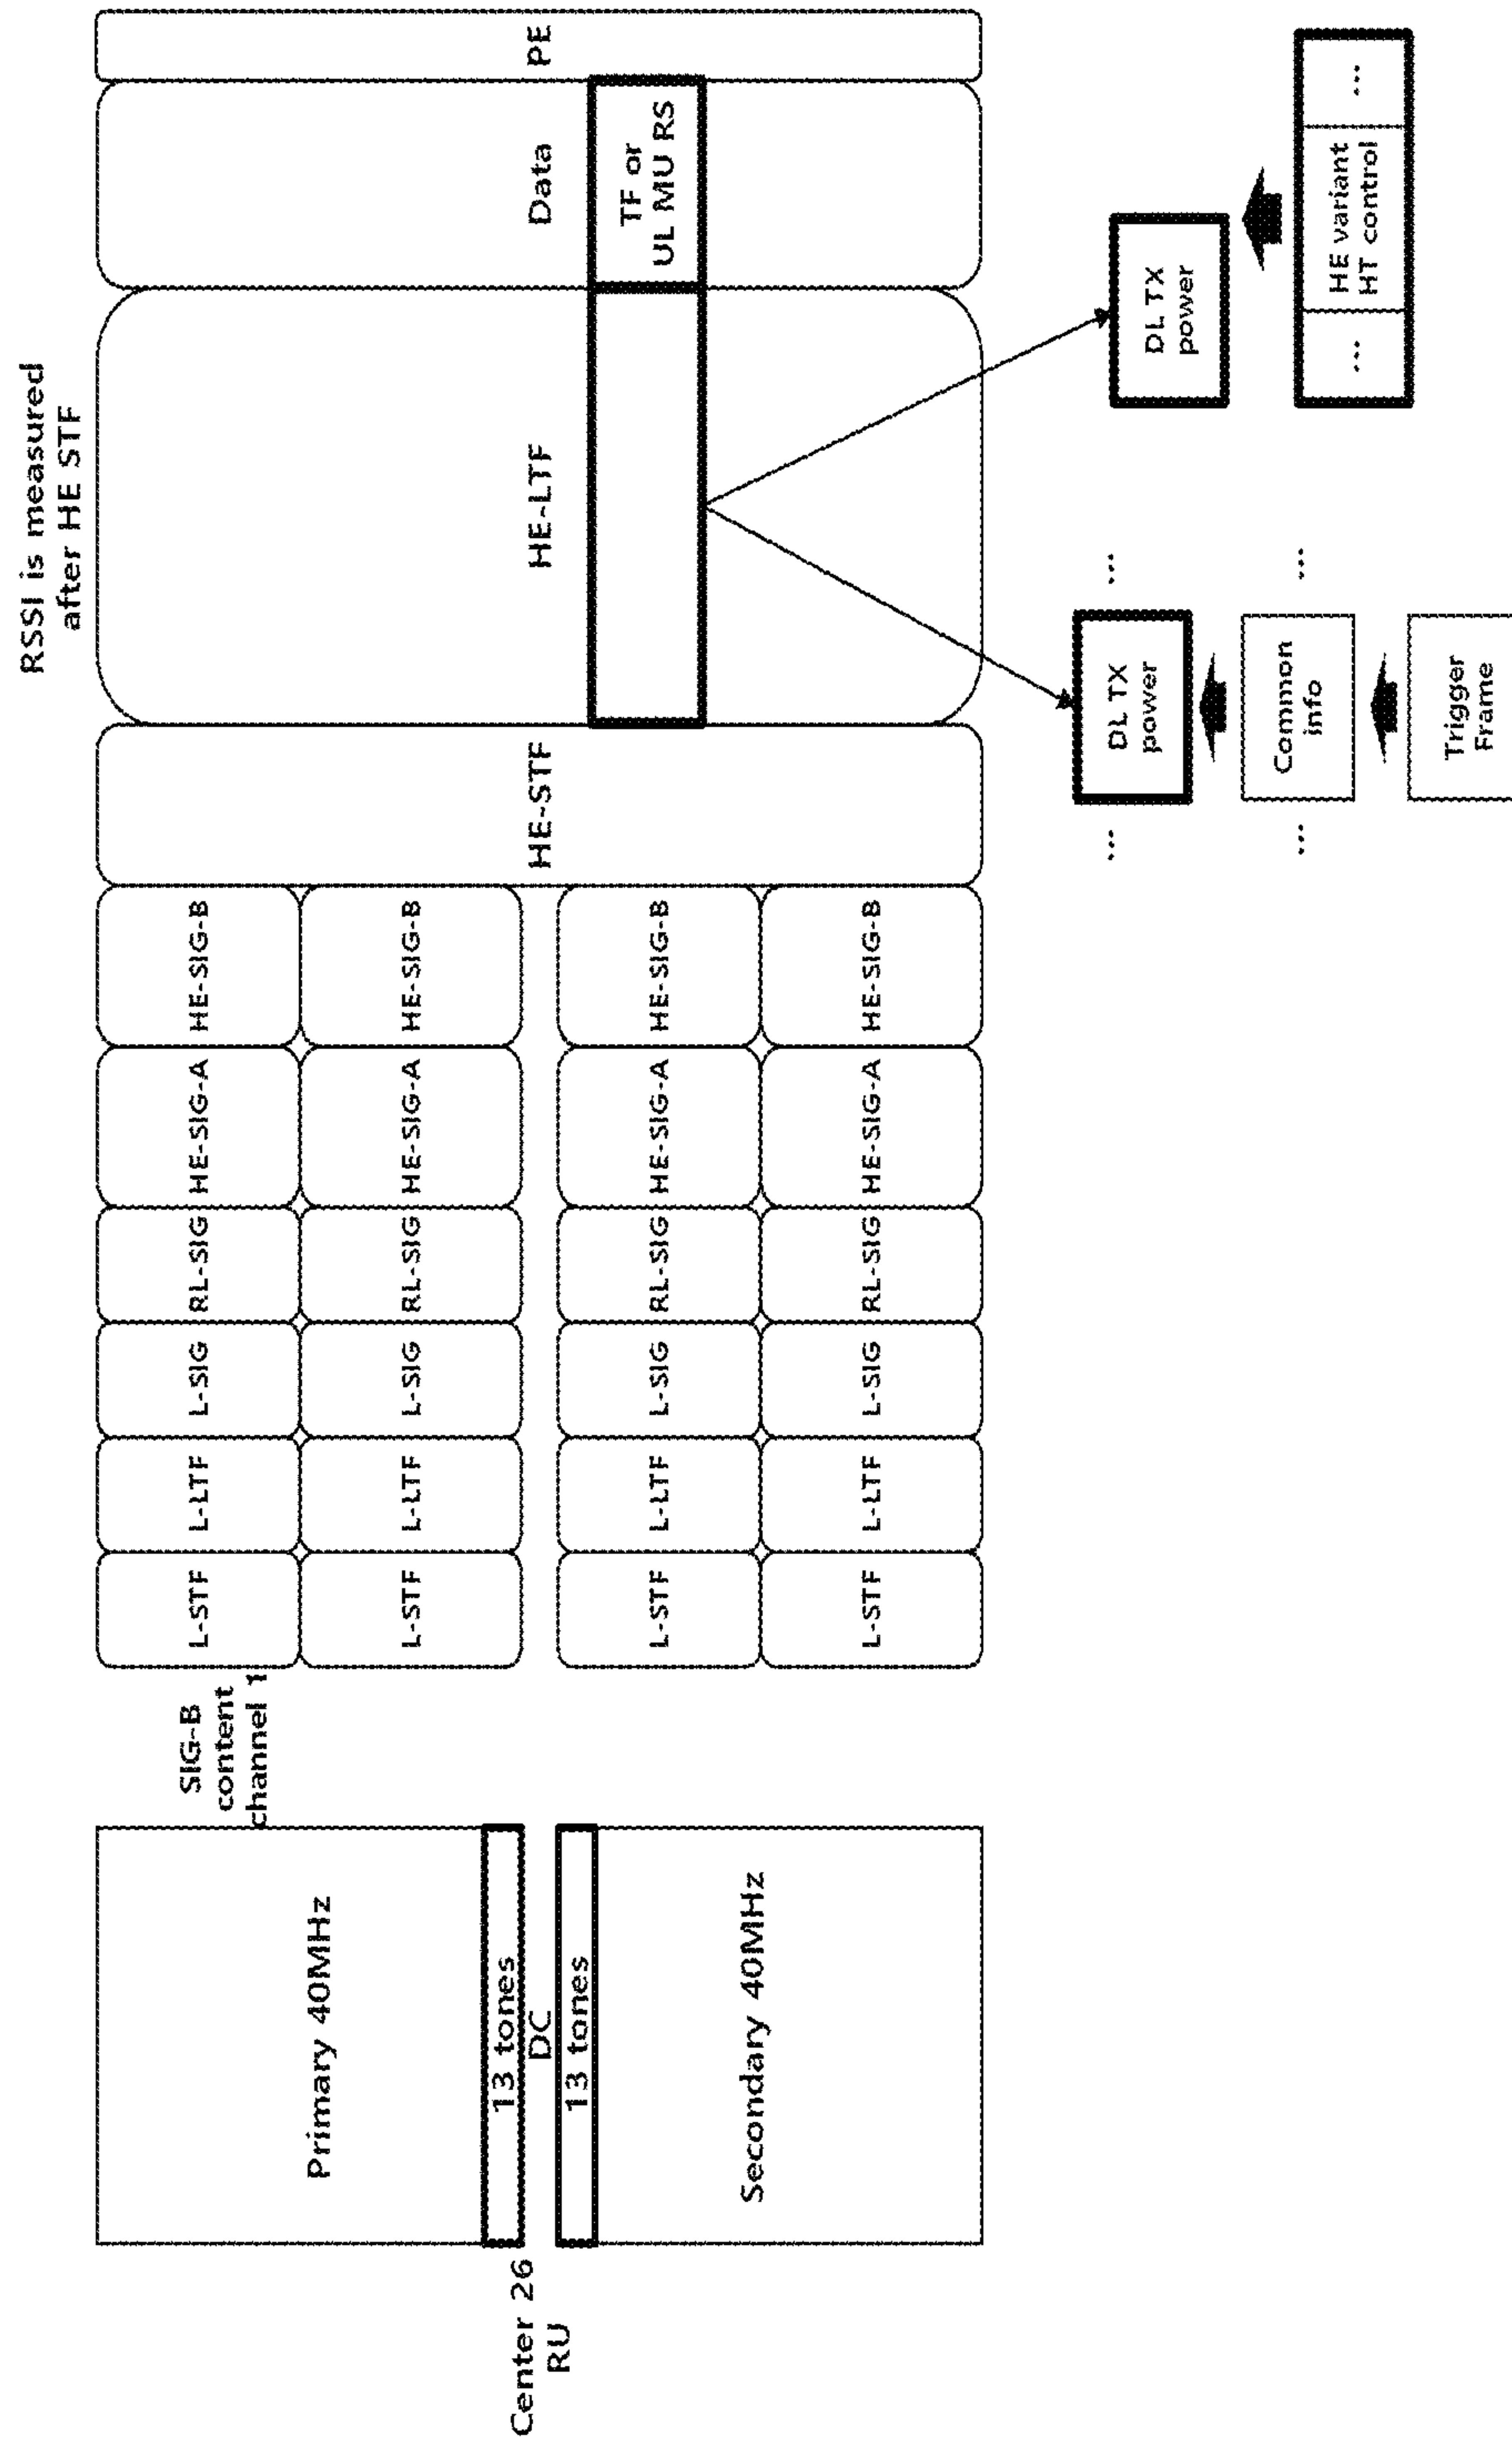 RSSI is measured
after HE STF
SIG-B
content
channel 1
Primary 40MHz
13 tones
DC
13 tones
Secondary 40MHz
Center 26
RU
L-STF
L-LTF
L-SIG
RL-SIG
HE-SIG-A
HE-SIG-B
L-STF
L-LTF
L-SIG
RL-SIG
HE-SIG-A
HE-SIG-B
L-STF
L-LTF
L-SIG
RL-SIG
HE-SIG-A
HE-SIG-B
L-STF
L-LTF
L-SIG
RL-SIG
HE-SIG-A
HE-SIG-B
HE-STF
HE-LTF
Data
PE
TF or
UL MU RS
...
DL TX
power
...
DL TX
power
...
Common
info
...
...
HE variant
HT control
...
Trigger
Frame